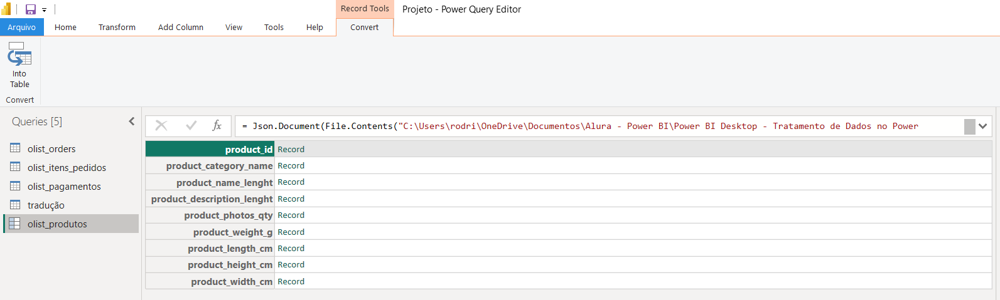 Record Tools
Projeto - Power Query Editor
Arquivo
Home
Transform
Add Column
View
Tools
Help
Convert
Into
Table
Convert
Queries [5]
fx
= Json.Document(File.Contents("C:\Users\rodri\OneDrive\Documentos\Alura - Power BI\Power BI Desktop - Tratamento de Dados no Power
olist_orders
olist_itens_pedidos
olist_pagamentos
tradução
olist_produtos
product_id Record
product_category_name Record
product_name_lenght Record
product_description_lenght Record
product_photos_qty Record
product_weight_g Record
product_length_cm Record
product_height_cm Record
product_width_cm Record